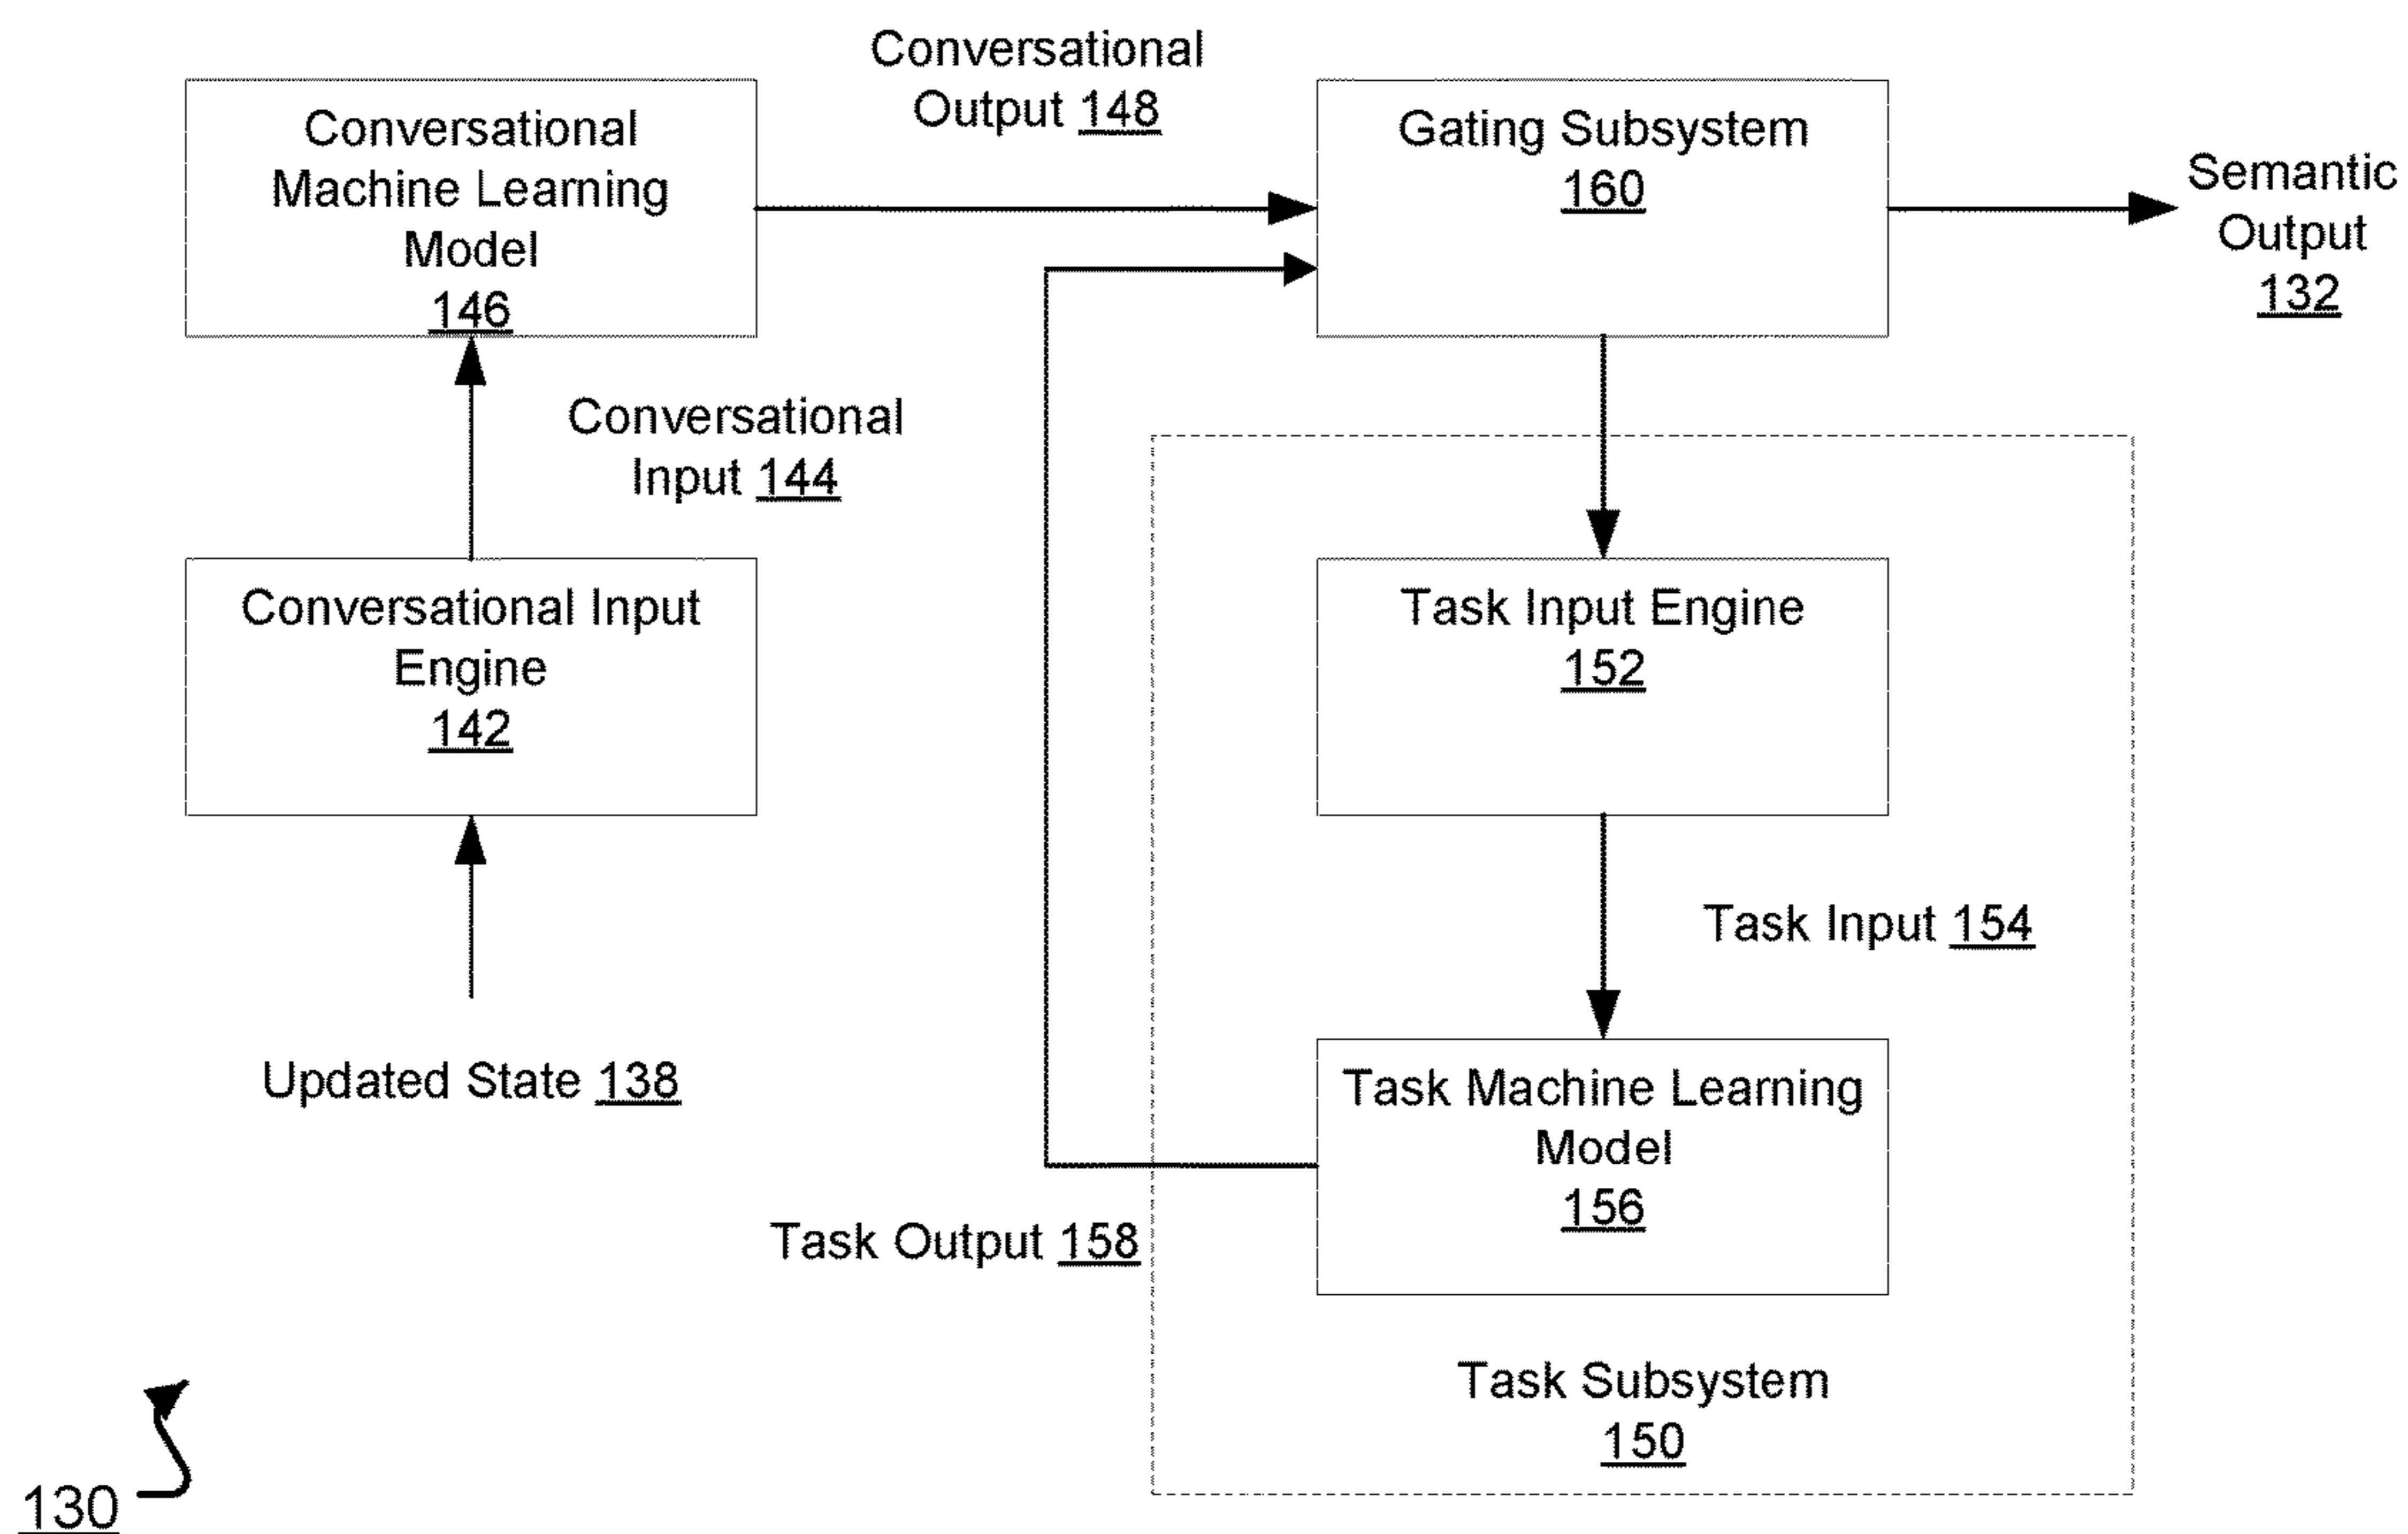 Conversational
Output 148
Conversational
Machine Learning
Model
146
Gating Subsystem
160
Semantic
Output
132
Conversational
Input 144
Conversational Input
Engine
142
Task Input Engine
152
Task Input 154
Updated State 138
Task Machine Learning
Model
156
Task Output 158
Task Subsystem
150
130